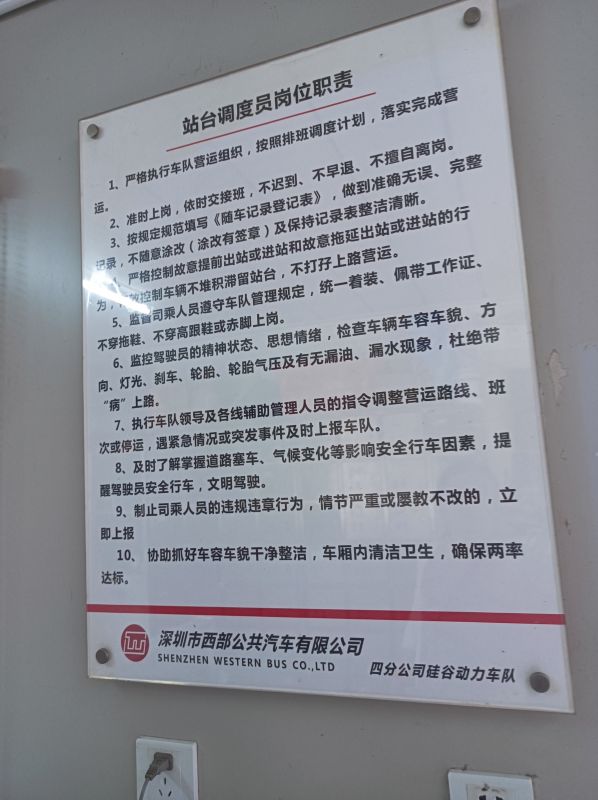 站台调度员岗位职责
1、严格执行车队营运组织，按照排班调度计划，落实完成营
运。
2、准时上岗，依时交接班，不迟到、不早退、不擅自离岗。
3、按规定规范填写《随车记录登记表》，做到准确无误、完整
记录，不随意涂改（涂改有签章）及保持记录表整洁清晰。
严格控制故意提前出站或进站和故意拖延出站或进站的行
为，控制车辆不堆积滞留站台，不打孖上路营运。
5、监督司乘人员遵守车队管理规定，统一着装、佩带工作证、
不穿拖鞋、不穿高跟鞋或赤脚上岗。
6、监控驾驶员的精神状态、思想情绪，检查车辆车容车貌、方
向、灯光、刹车、轮胎、轮胎气压及有无漏油、漏水现象，杜绝带
“病”上路。
7、执行车队领导及各线辅助管理人员的指令调整营运路线、班
次或停运，遇紧急情况或突发事件及时上报车队。
8、及时了解掌握道路塞车、气候变化等影响安全行车因素，提
醒驾驶员安全行车，文明驾驶。
9、制止司乘人员的违规违章行为，情节严重或屡教不改的，立
即上报
10、 协助抓好车容车貌干净整洁，车厢内清洁卫生，确保两率
达标。
深圳市西部公共汽车有限公司
SHENZHEN WESTERN BUS CO.,LTD
四分公司硅谷动力车队